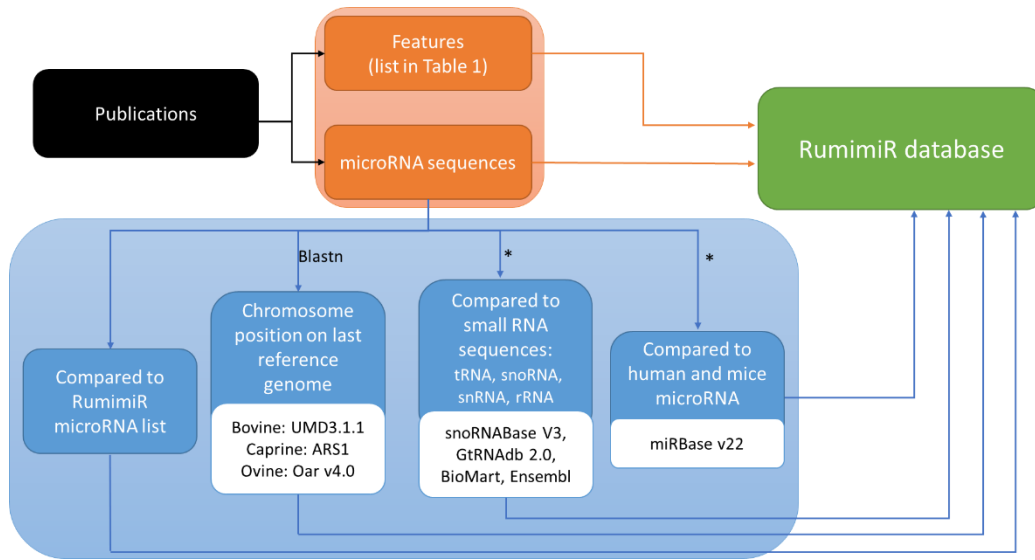 Features
(list in Table 1)
Publications
microRNA sequences
RumimiR database
Blastn
*
*
Compared to
RumimiR
microRNA list
Chromosome
position on last
reference
genome
Bovine: UMD3.1.1
Caprine: ARS1
Ovine: Oar v4.0
Compared to
small RNA
sequences:
tRNA, snoRNA,
snRNA, rRNA
snoRNABase V3,
GtRNAdb 2.0,
BioMart, Ensembl
Compared to
human and mice
microRNA
miRBase v22